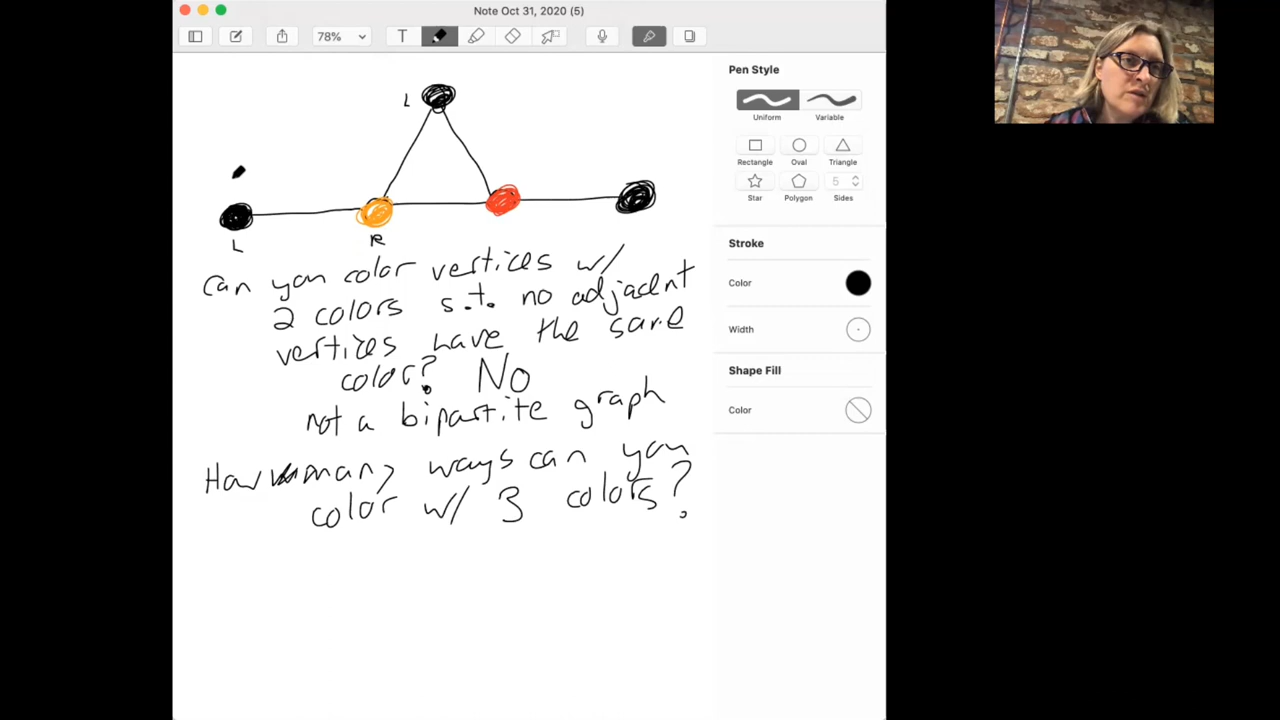 Note Oct 31, 2020 (5)
78%
T
Pen Style
Uniform
Variable
Rectangle
Oval
Triangle
Star
Polygon
5
Sides
Stroke
Color
Width
Shape Fill
Color
L
L
R
Can you color vertices w/
2 colors s.t. no adjacent
vertices have the same
color? No
not a bipartite graph
How many ways can you
color w/ 3 colors?